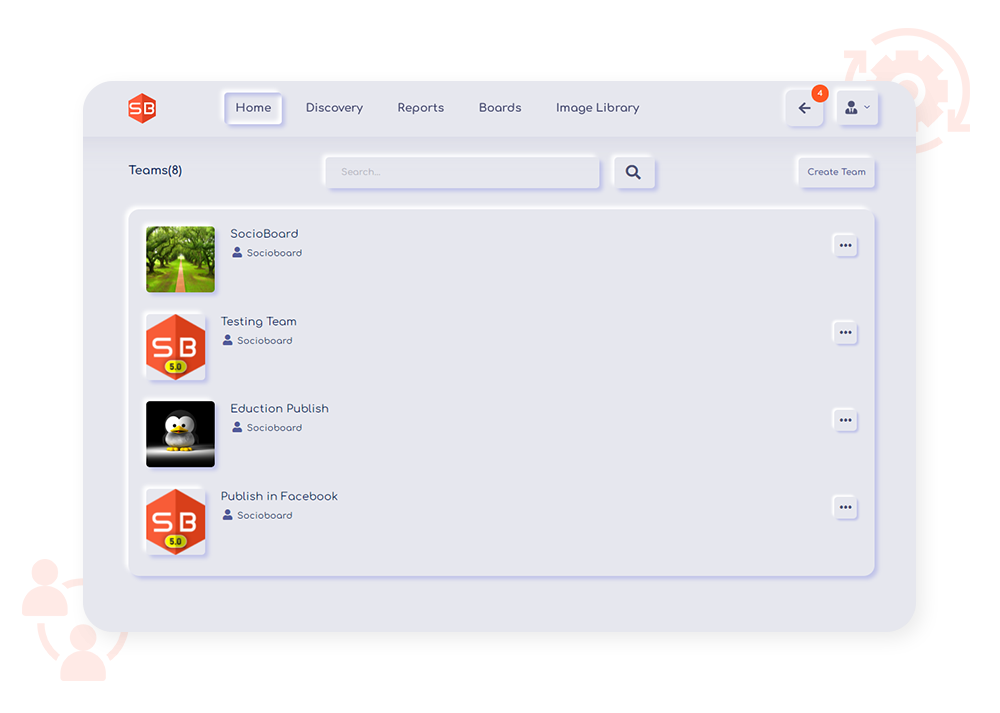 SB
Home
Discovery
Reports
Boards
Image Library
4
Teams(8)
Search...
Create Team
SocioBoard
Socioboard
SB
5.0
Testing Team
Socioboard
Eduction Publish
Socioboard
SB
5.0
Publish in Facebook
Socioboard